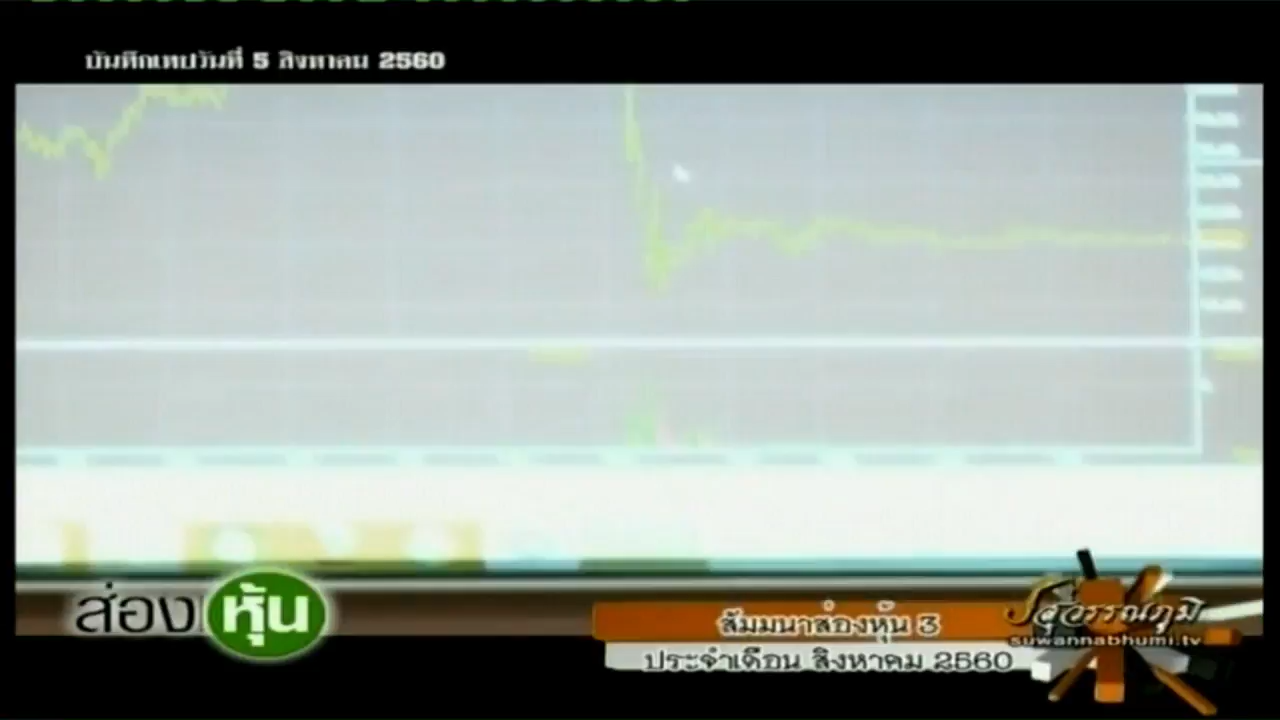 บันทึกเทปวันที่ 5 สิงหาคม 2560
ส่องหุ้น
สัมมนาส่องหุ้น 3
ประจำเดือน สิงหาคม 2560
สุวรรณภูมิ
suwannabhumi.tv